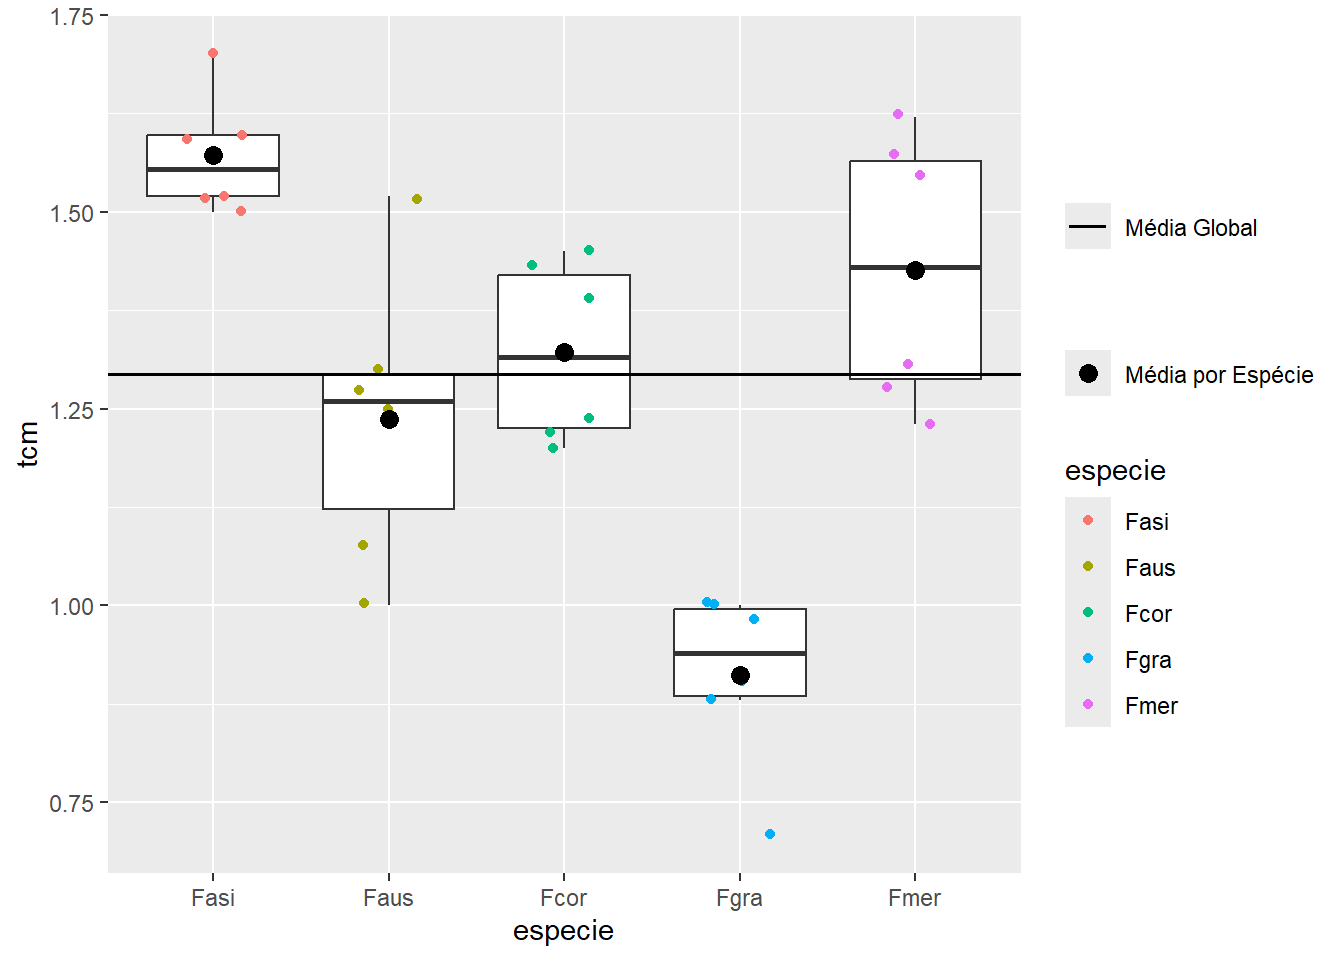 1.75
1.50
1.25
1.00
0.75
tcm
Fasi
Faus
Fcor
Fgra
Fmer
especie
Média Global
Média por Espécie
especie
Fasi
Faus
Fcor
Fgra
Fmer